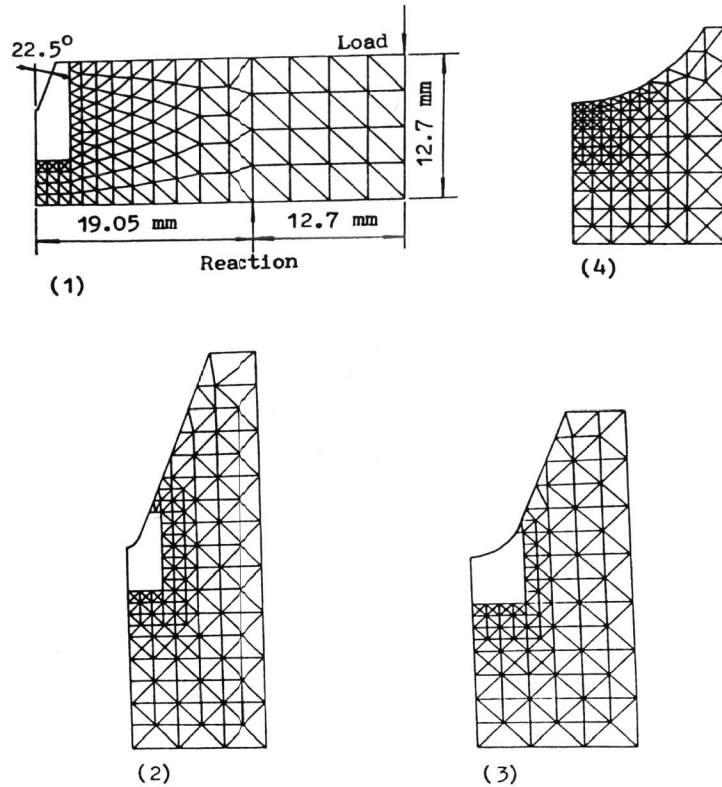 22.5°
Load
12.7 mm
19.05 mm
12.7 mm
Reaction
(1)
(4)
(2)
(3)